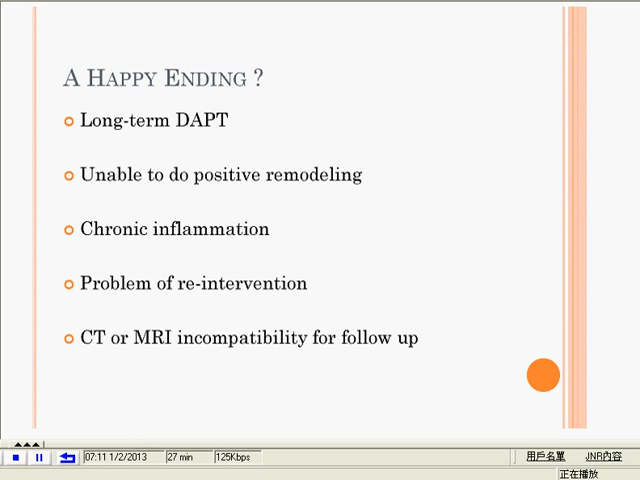 A HAPPY ENDING ?
Long-term DAPT
Unable to do positive remodeling
Chronic inflammation
Problem of re-intervention
CT or MRI incompatibility for follow up
07:11 1/2/2013 27 min 125Kbps 用戶名單 JNR內容
正在播放